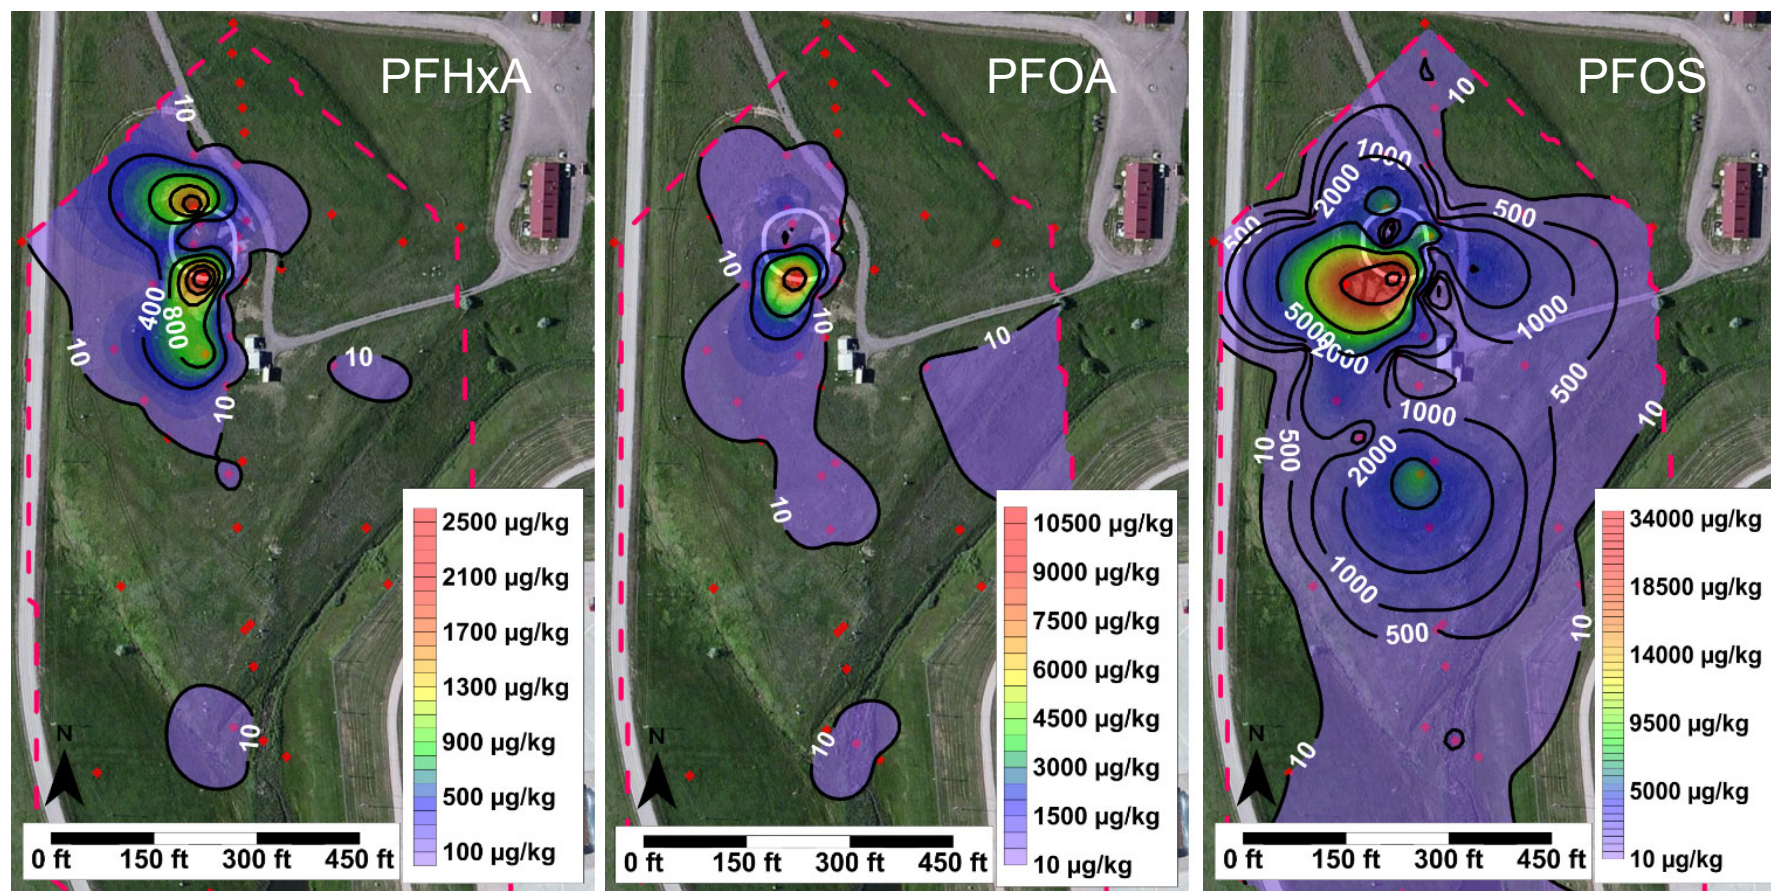 PFHxA
10
400
800
10
10
10
10
10
2500 µg/kg
2100 µg/kg
1700 µg/kg
1300 µg/kg
900 µg/kg
500 µg/kg
100 µg/kg
N
0 ft 150 ft 300 ft 450 ft
PFOA
10
10
10
10
10
10500 µg/kg
9000 µg/kg
7500 µg/kg
6000 µg/kg
4500 µg/kg
3000 µg/kg
1500 µg/kg
10 µg/kg
N
0 ft 150 ft 300 ft 450 ft
PFOS
10
1000
2000
500
500
1000
5000
2000
500
1000
10
10
500
2000
1000
500
10
10
34000 µg/kg
18500 µg/kg
14000 µg/kg
9500 µg/kg
5000 µg/kg
10 µg/kg
N
0 ft 150 ft 300 ft 450 ft